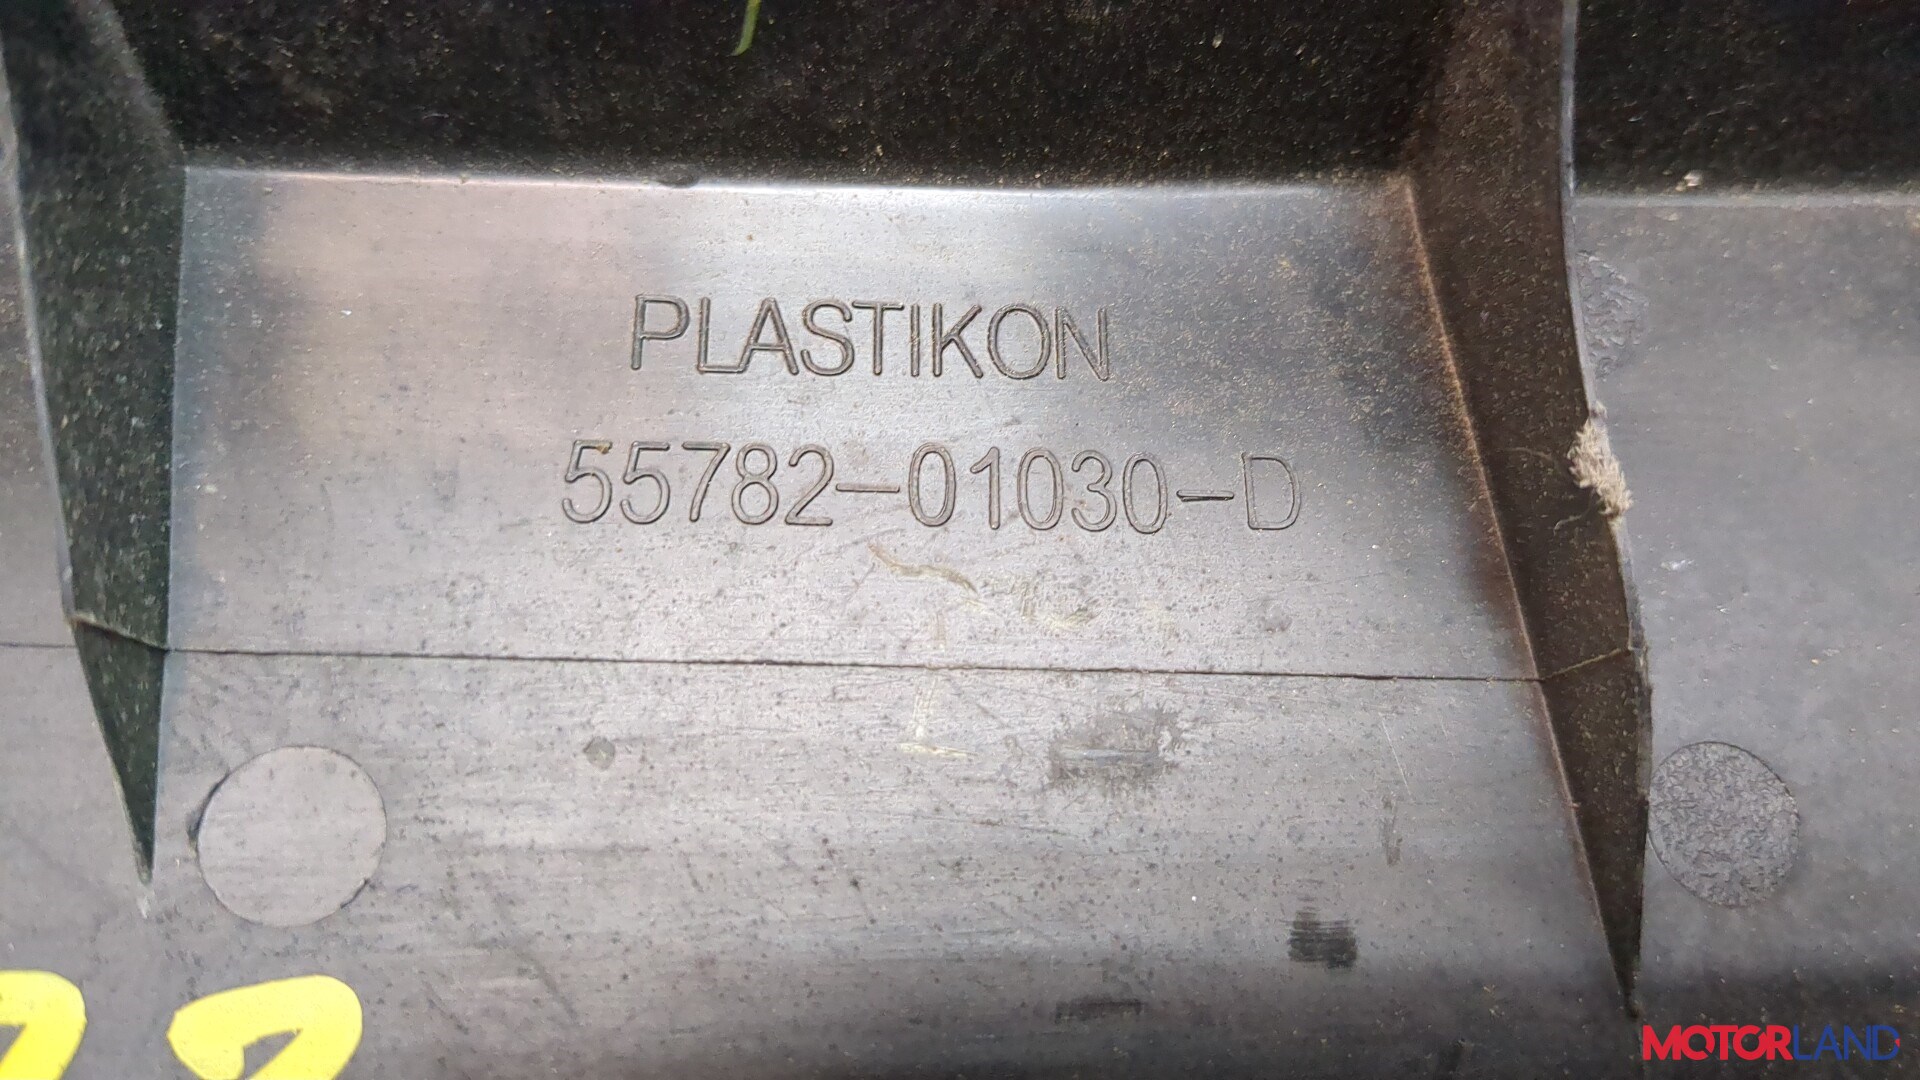 PLASTIKON
55782-01030-D
MOTORLAND